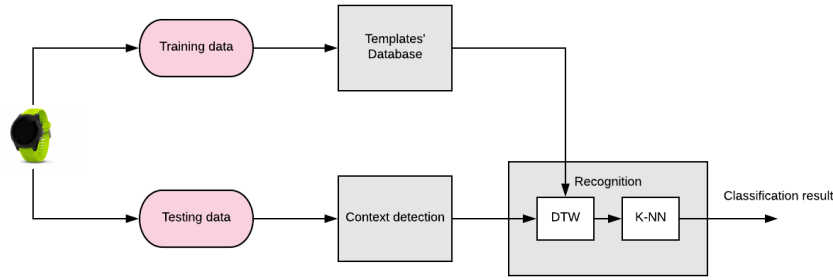 Training data
Templates'
Database
Testing data
Context detection
Recognition
DTW
K-NN
Classification result